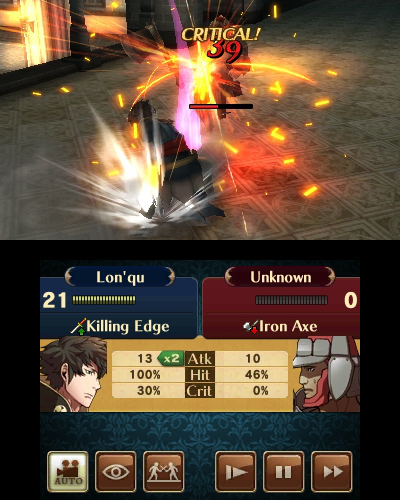 CRITICAL!
39
Lon'qu Unknown
21 0
Killing Edge Iron Axe
13 x2 Atk 10
100% Hit 46%
30% Crit 0%
AUTO